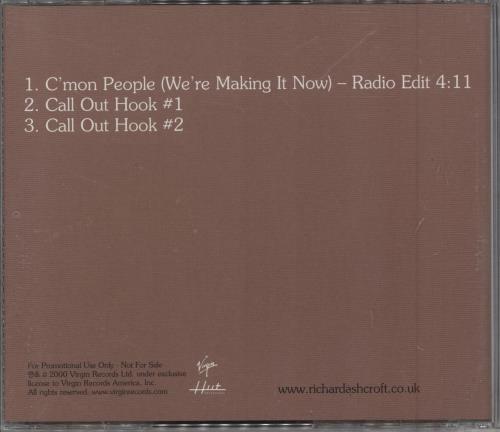 1. C'mon People (We're Making It Now) – Radio Edit 4:11
2. Call Out Hook #1
3. Call Out Hook #2
For Promotional Use Only - Not For Sale
℗& © 2000 Virgin Records Ltd. under exclusive
license to Virgin Records America, Inc.
All rights reserved. www.virginrecords.com
Virgin
Hut
www.richardashcroft.co.uk